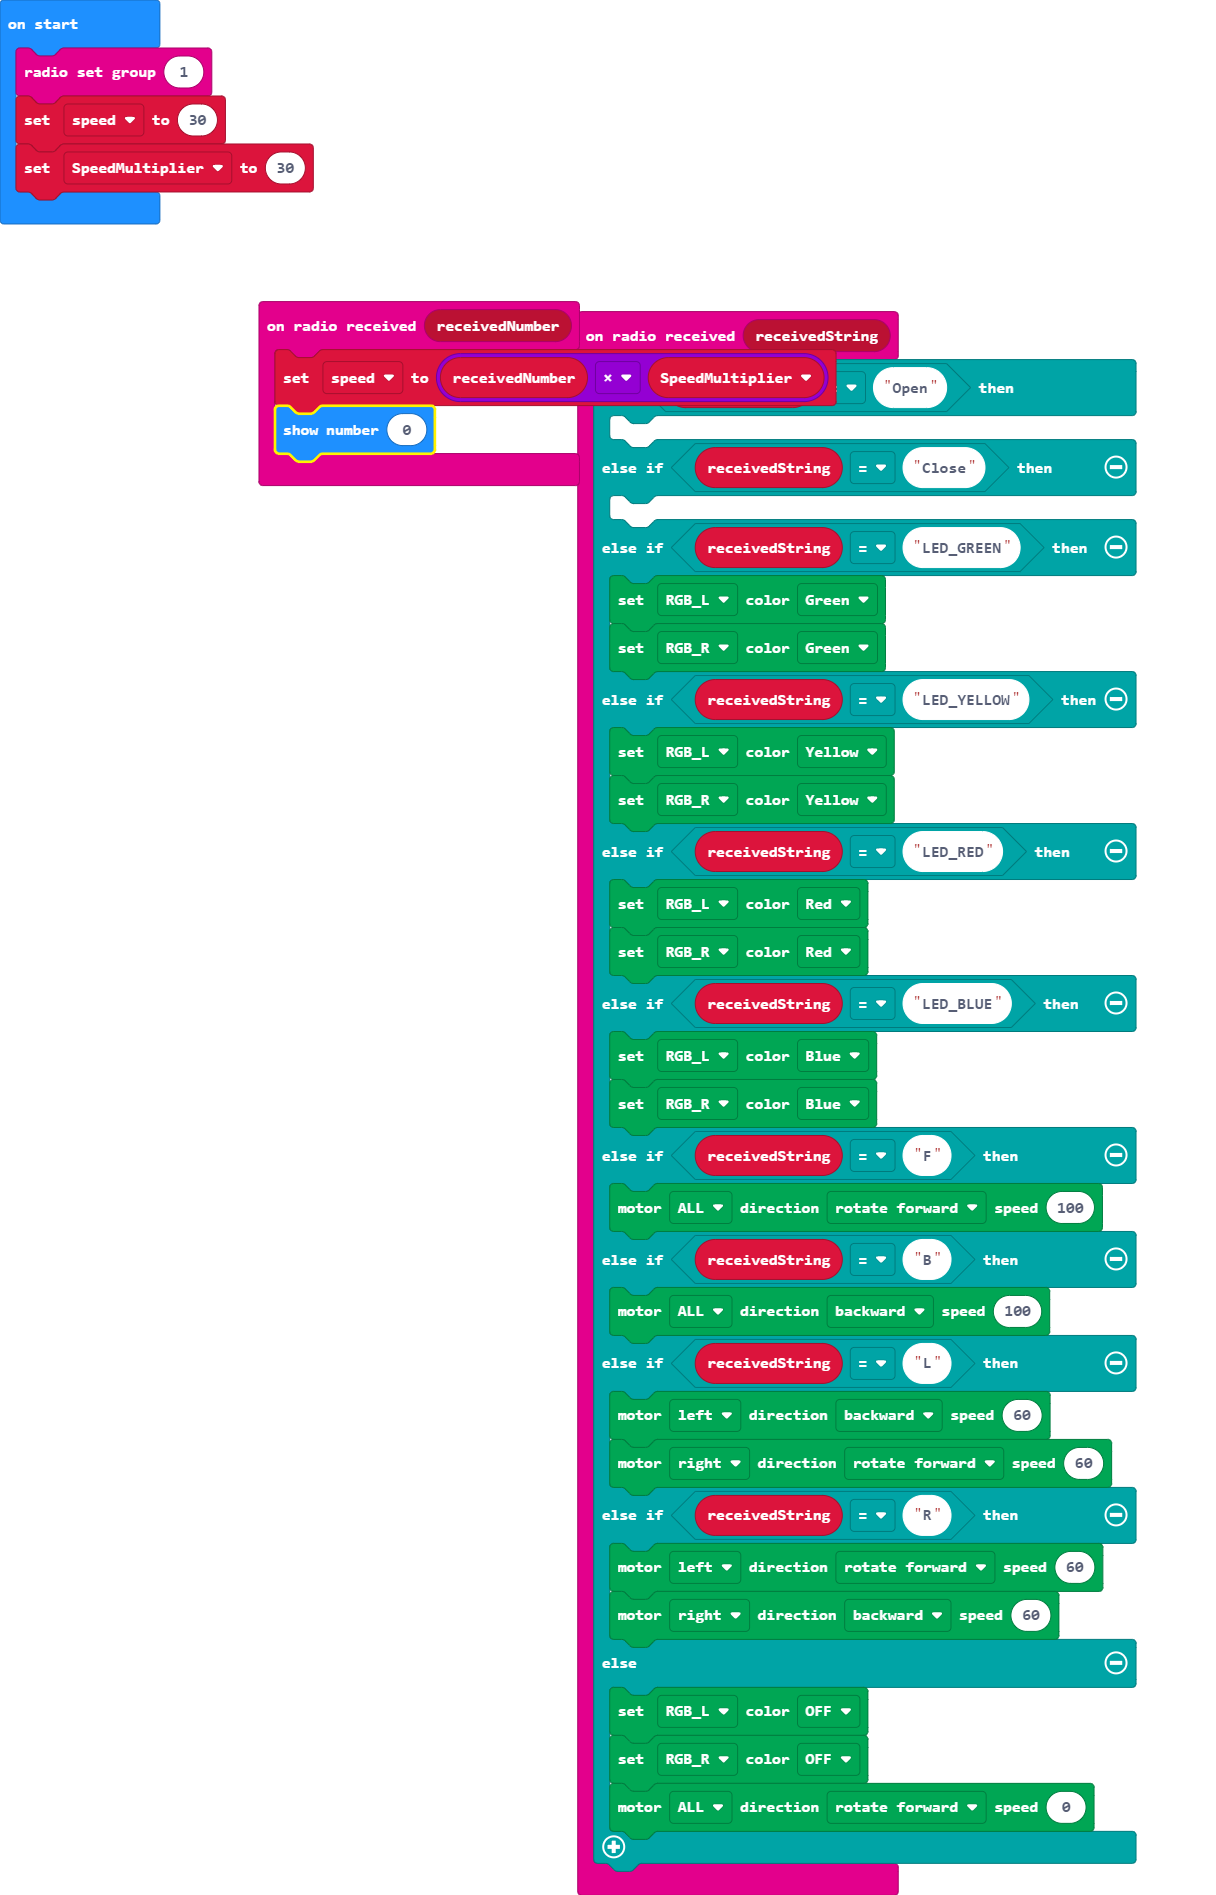 on start
radio set group 1
set speed to 30
set SpeedMultiplier to 30
on radio received receivedNumber
set speed to receivedNumber × SpeedMultiplier
show number 0
on radio received receivedString
"Open" then
else if receivedString = "Close" then
else if receivedString = "LED_GREEN" then
set RGB_L color Green
set RGB_R color Green
else if receivedString = "LED_YELLOW" then
set RGB_L color Yellow
set RGB_R color Yellow
else if receivedString = "LED_RED" then
set RGB_L color Red
set RGB_R color Red
else if receivedString = "LED_BLUE" then
set RGB_L color Blue
set RGB_R color Blue
else if receivedString = "F" then
motor ALL direction rotate forward speed 100
else if receivedString = "B" then
motor ALL direction backward speed 100
else if receivedString = "L" then
motor left direction backward speed 60
motor right direction rotate forward speed 60
else if receivedString = "R" then
motor left direction rotate forward speed 60
motor right direction backward speed 60
else
set RGB_L color OFF
set RGB_R color OFF
motor ALL direction rotate forward speed 0